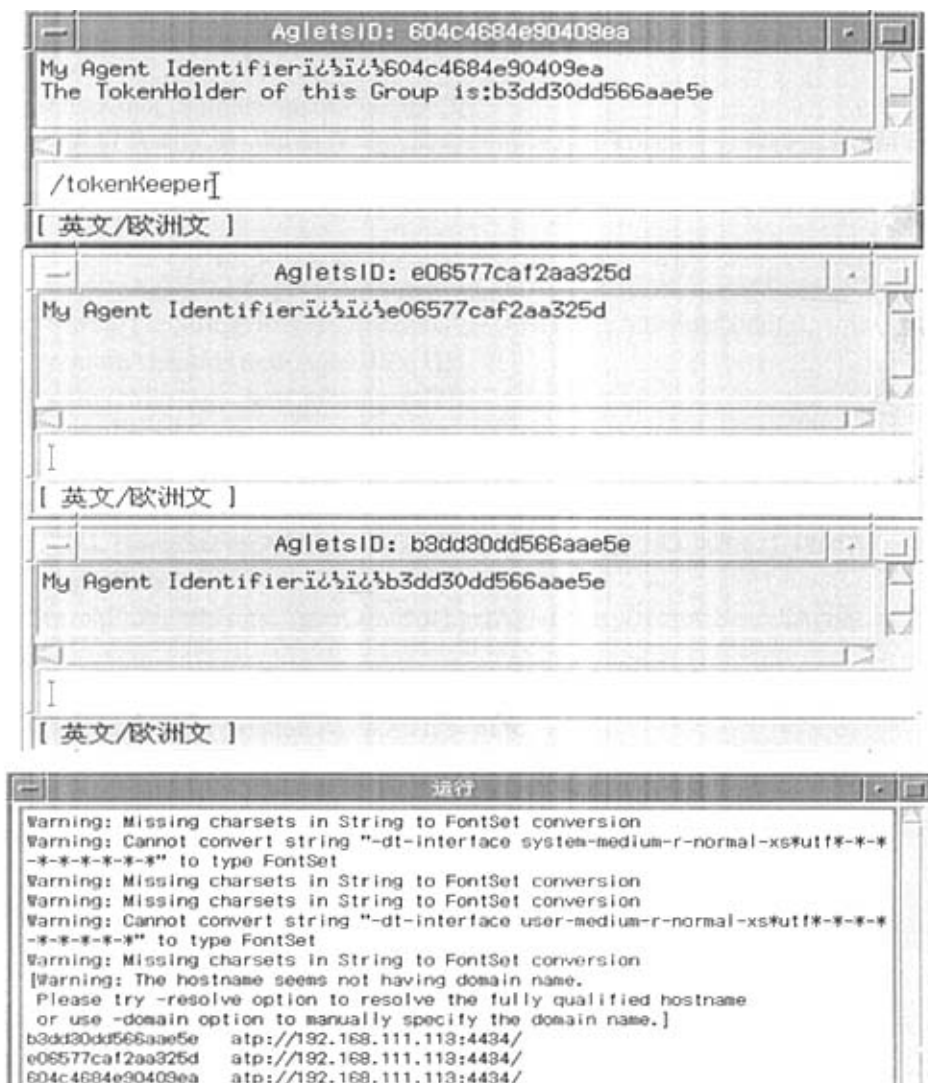 AgletsID: 604c4684e90409ea
My Agent Identifierï¿½ï¿½604c4684e90409ea
The TokenHolder of this Group is:b3dd30dd566aae5e
/tokenKeeper
[ 英文/欧洲文 ]
AgletsID: e06577caf2aa325d
My Agent Identifierï¿½ï¿½e06577caf2aa325d
[ 英文/欧洲文 ]
AgletsID: b3dd30dd566aae5e
My Agent Identifierï¿½ï¿½b3dd30dd566aae5e
[ 英文/欧洲文 ]
运行
Warning: Missing charsets in String to FontSet conversion
Warning: Cannot convert string "-dt-interface system-medium-r-normal-xs*utf*-*-*
-*-*-*-*-*-*" to type FontSet
Warning: Missing charsets in String to FontSet conversion
Warning: Missing charsets in String to FontSet conversion
Warning: Cannot convert string "-dt-interface user-medium-r-normal-xs*utf*-*-*-*
-*-*-*-*-*" to type FontSet
Warning: Missing charsets in String to FontSet conversion
[Warning: The hostname seems not having domain name.
Please try -resolve option to resolve the fully qualified hostname
or use -domain option to manually specify the domain name.]
b3dd30dd566aae5e atp://192.168.111.113:4434/
e06577caf2aa325d atp://192.168.111.113:4434/
604c4684e90409ea atp://192.168.111.113:4434/